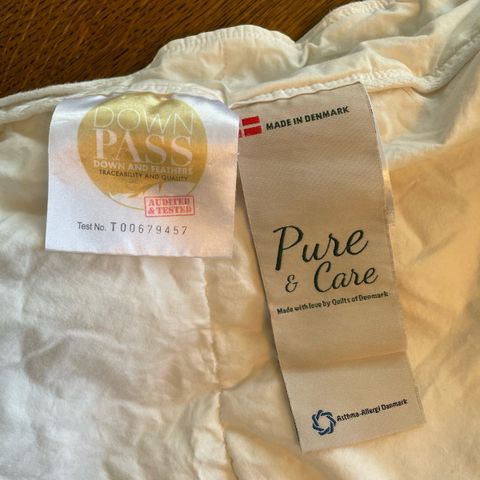 DOWN
PASS
DOWN AND FEATHERS
TRACEABILITY AND QUALITY
AUDITED
& TESTED
Test No. T00679457
MADE IN DENMARK
Pure
& Care
Made with love by Quilts of Denmark
Asthma-Allergi Danmark